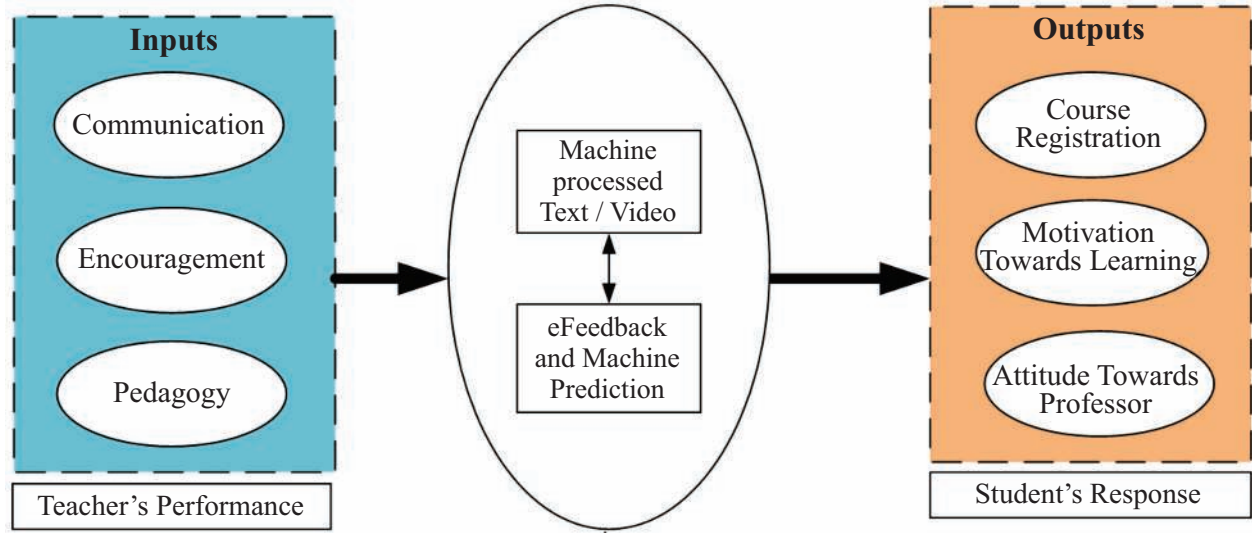 Inputs
Communication
Encouragement
Pedagogy
Teacher’s Performance
Machine
processed
Text / Video
eFeedback
and Machine
Prediction
Outputs
Course
Registration
Motivation
Towards Learning
Attitude Towards
Professor
Student’s Response